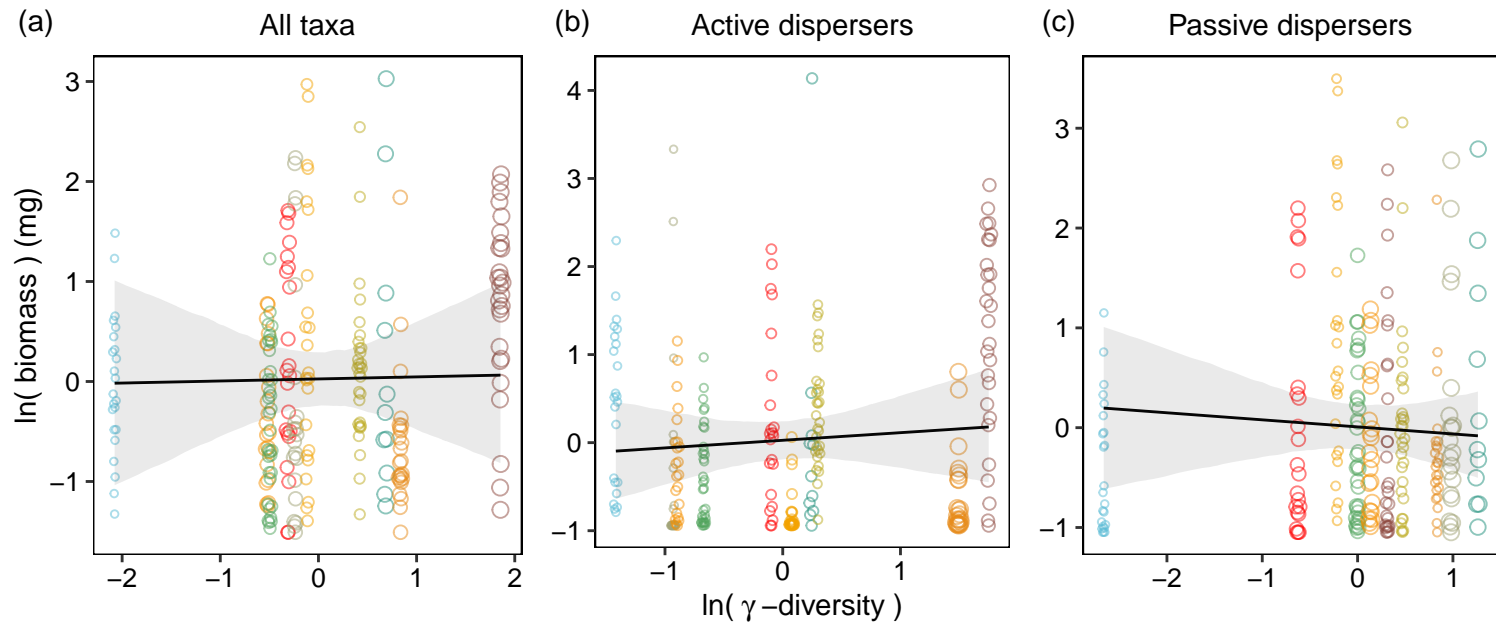 (a) All taxa
(b) Active dispersers
(c) Passive dispersers
ln( biomass ) (mg)
3
2
1
0
−1
−2 −1 0 1 2
4
3
2
1
0
−1
−1 0 1
3
2
1
0
−1
−2 −1 0 1
ln( γ −diversity )